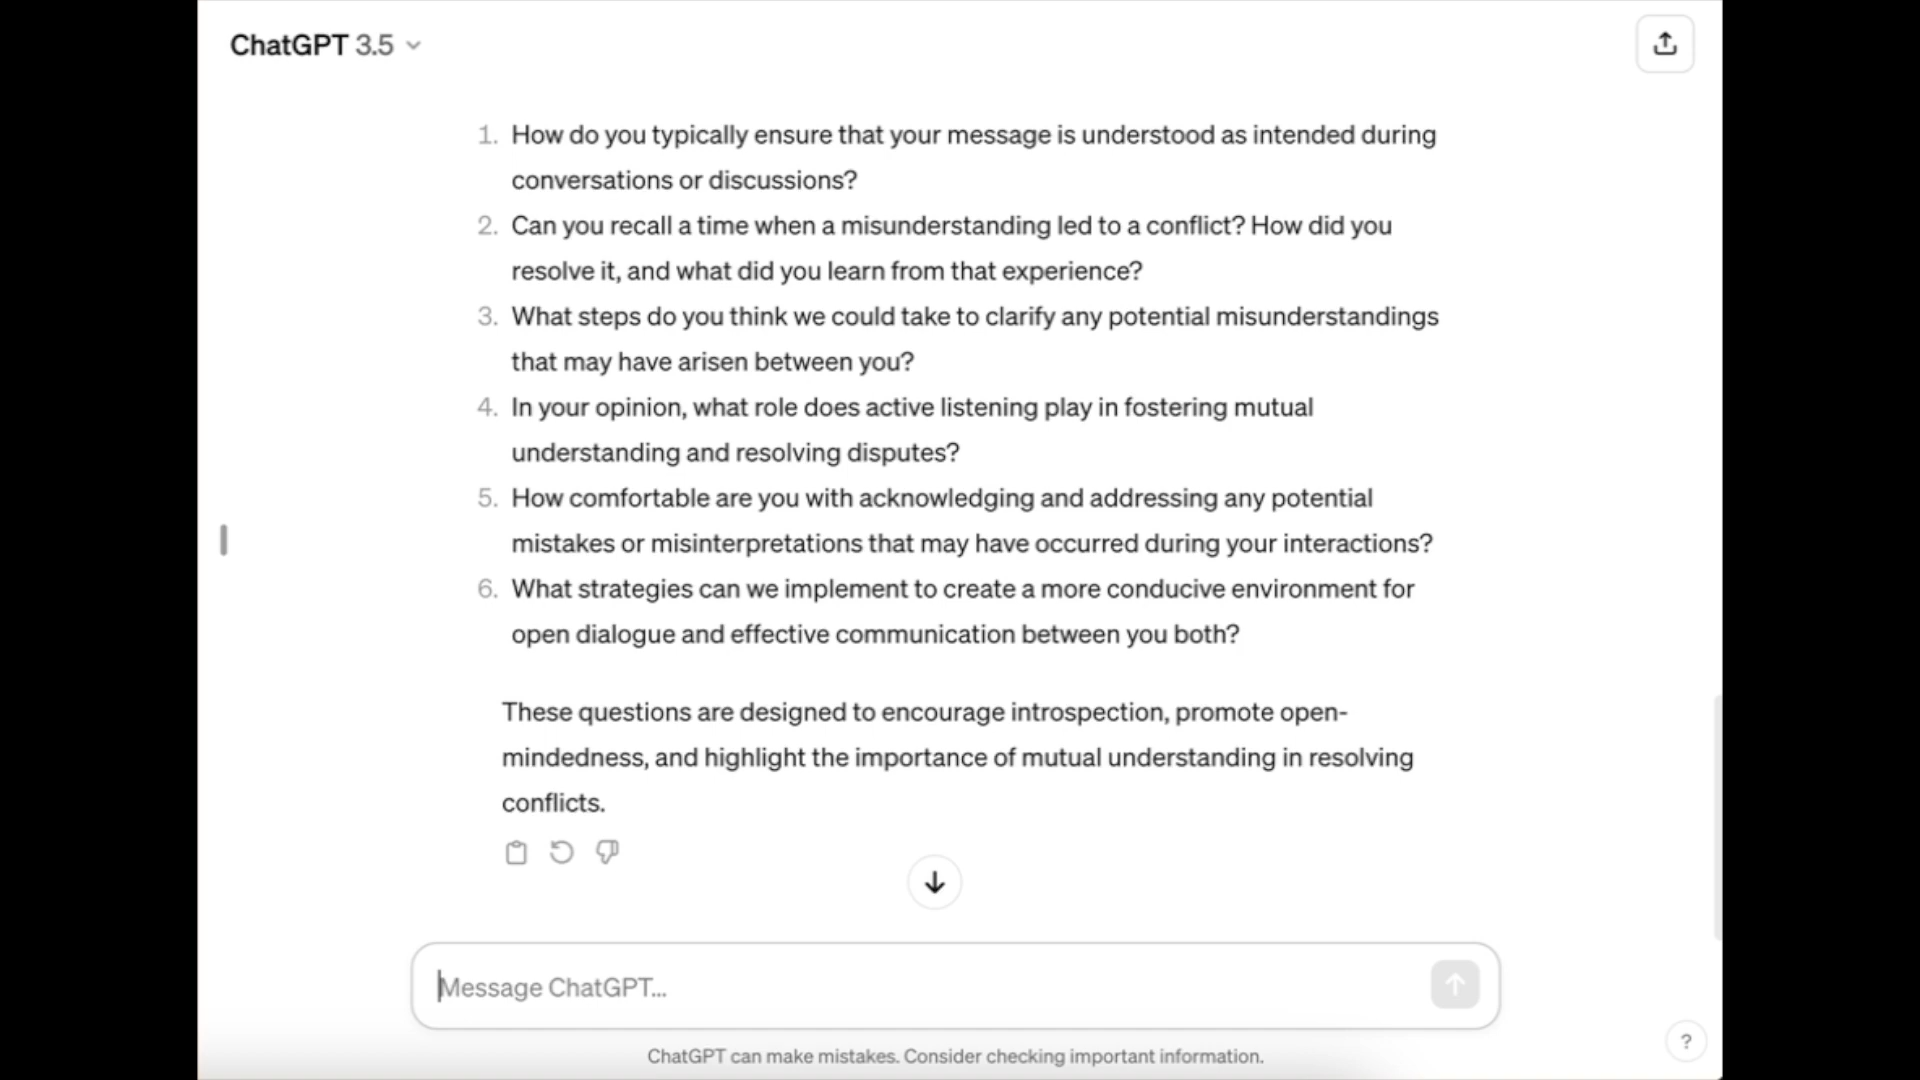 ChatGPT 3.5
1. How do you typically ensure that your message is understood as intended during
conversations or discussions?
2. Can you recall a time when a misunderstanding led to a conflict? How did you
resolve it, and what did you learn from that experience?
3. What steps do you think we could take to clarify any potential misunderstandings
that may have arisen between you?
4. In your opinion, what role does active listening play in fostering mutual
understanding and resolving disputes?
5. How comfortable are you with acknowledging and addressing any potential
mistakes or misinterpretations that may have occurred during your interactions?
6. What strategies can we implement to create a more conducive environment for
open dialogue and effective communication between you both?
These questions are designed to encourage introspection, promote open-
mindedness, and highlight the importance of mutual understanding in resolving
conflicts.
Message ChatGPT...
ChatGPT can make mistakes. Consider checking important information.
?